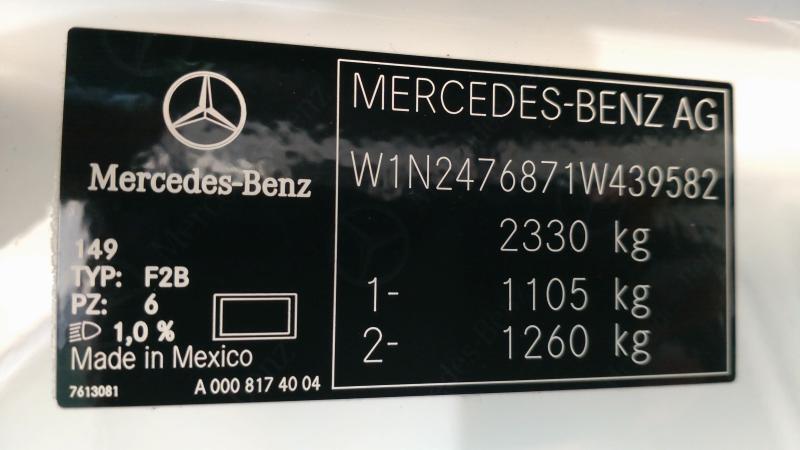 Mercedes-Benz
149
TYP: F2B
PZ: 6
1,0 %
Made in Mexico
7613081 A 000 817 40 04
MERCEDES-BENZ AG
W1N2476871W439582
2330 kg
1- 1105 kg
2- 1260 kg